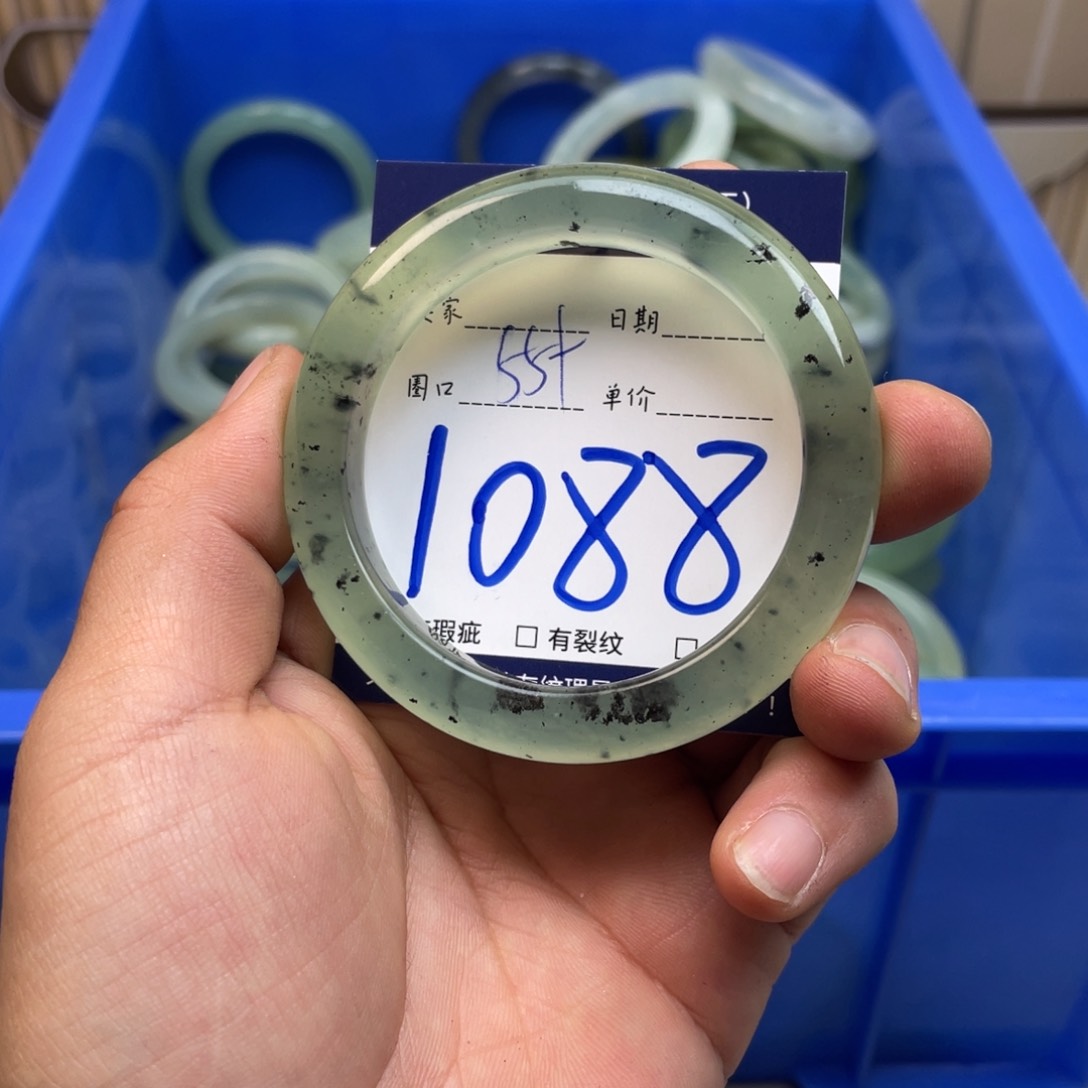 家 日期
圈口 55+ 单价
1088
瑕疵 □ 有裂纹 □